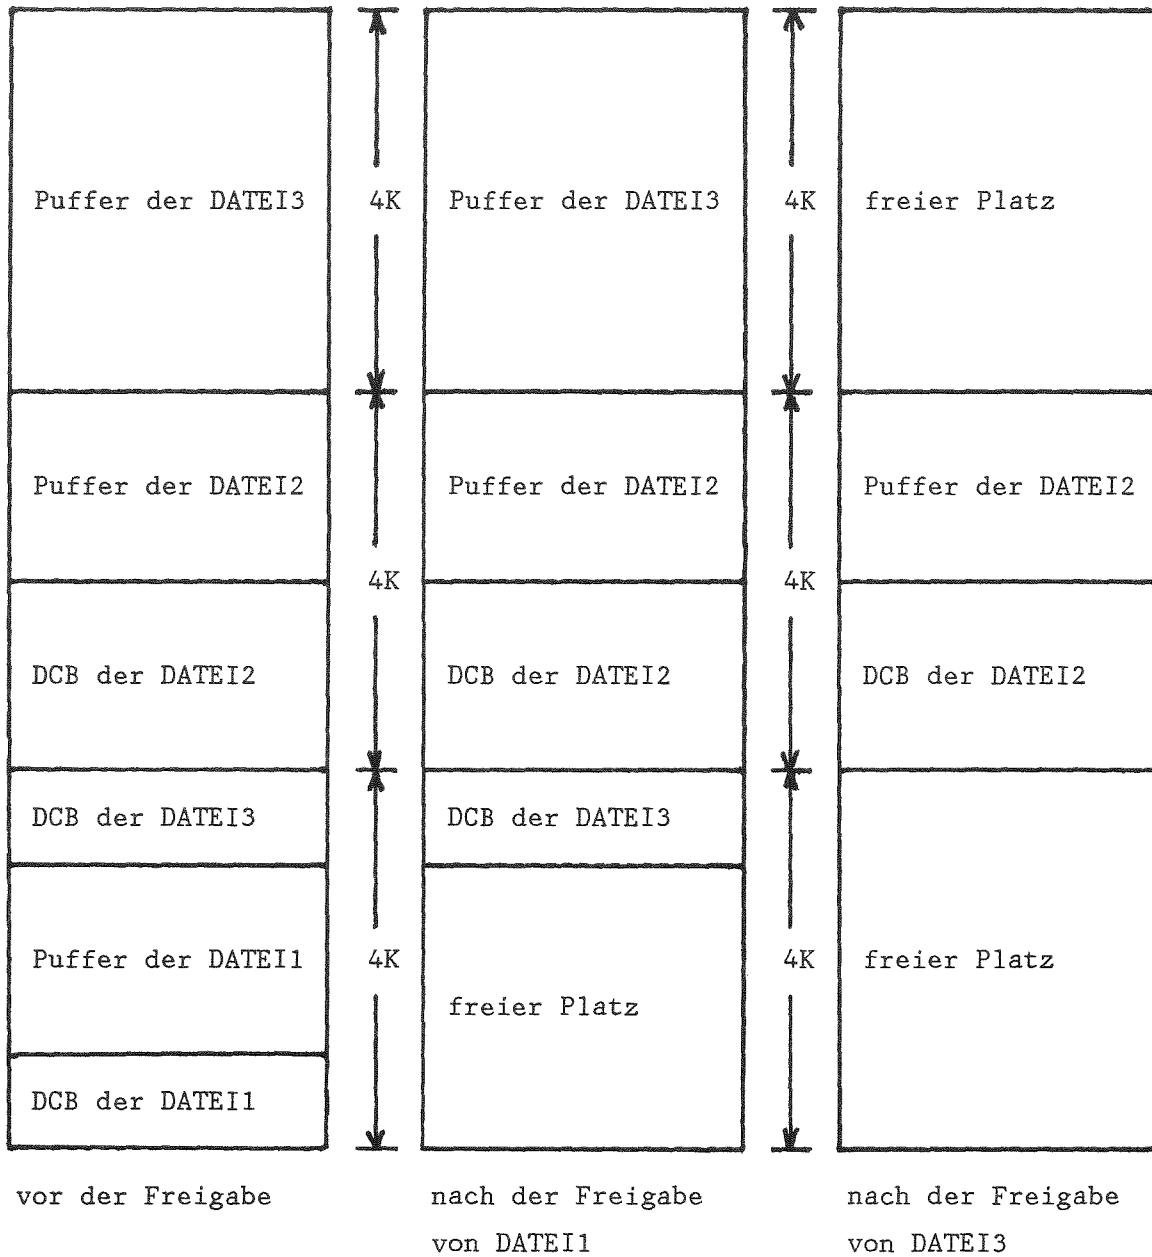 Puffer der DATEI3
4K
Puffer der DATEI3
4K
freier Platz
Puffer der DATEI2
Puffer der DATEI2
Puffer der DATEI2
4K
4K
DCB der DATEI2
DCB der DATEI2
DCB der DATEI2
DCB der DATEI3
DCB der DATEI3
Puffer der DATEI1
4K
4K
freier Platz
freier Platz
DCB der DATEI1
vor der Freigabe
nach der Freigabe
von DATEI1
nach der Freigabe
von DATEI3